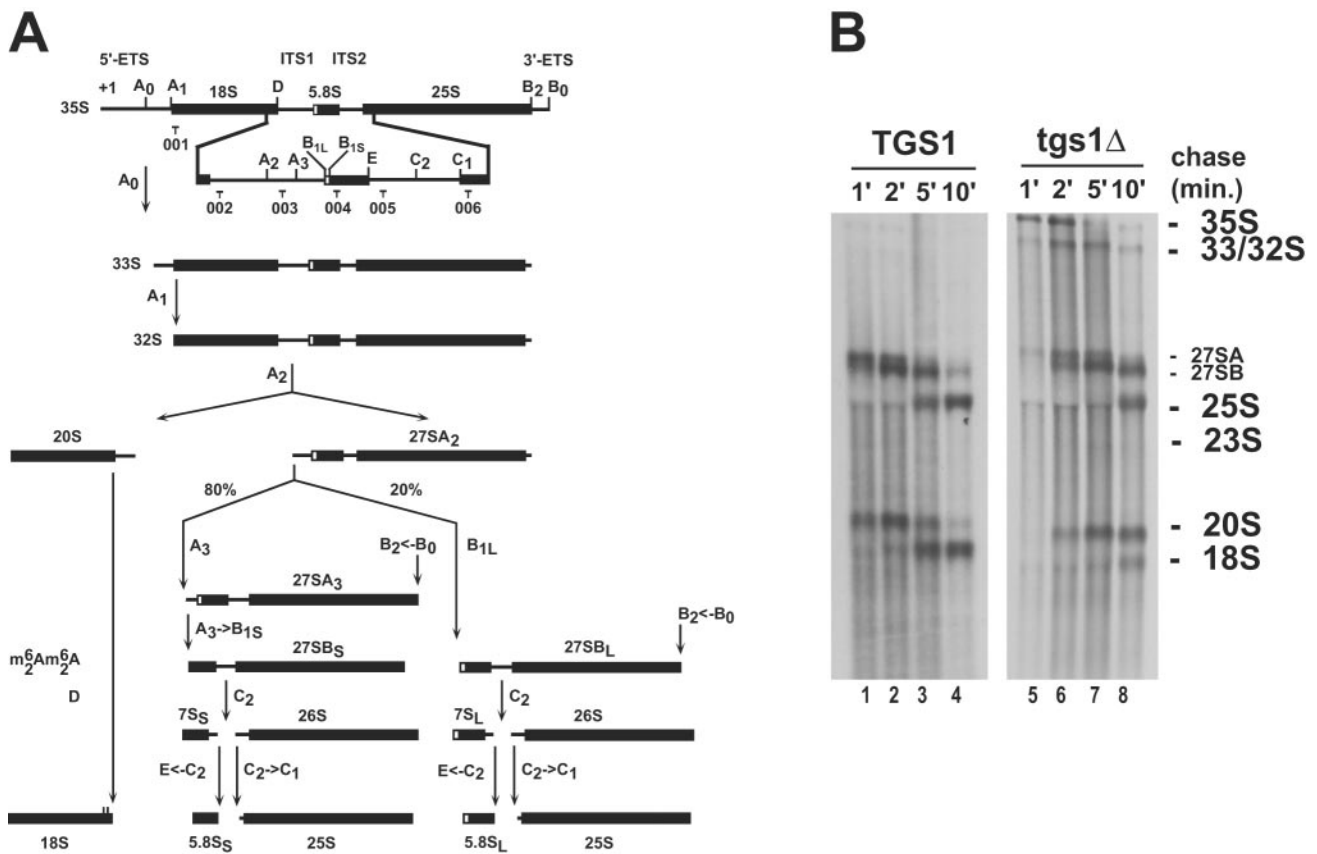 A
5'-ETS ITS1 ITS2 3'-ETS
+1 A0 A1 18S D 5.8S 25S B2 B0
35S
001
B1L B1S
A2 A3 E C2 C1
A0
002 003 004 005 006
33S
A1
32S
A2
20S 27SA2
80% 20%
A3 B2<-B0 B1L
27SA3
B2<-B0
A3->B1S
m62Am62A 27SBS 27SBL
D C2 C2
7SS 26S 7SL 26S
E<-C2 C2->C1 E<-C2 C2->C1
18S 5.8SS 25S 5.8SL 25S
B
TGS1 tgs1Δ chase
1' 2' 5' 10' 1' 2' 5' 10' (min.)
- 35S
- 33/32S
- 27SA
- 27SB
- 25S
- 23S
- 20S
- 18S
1 2 3 4 5 6 7 8